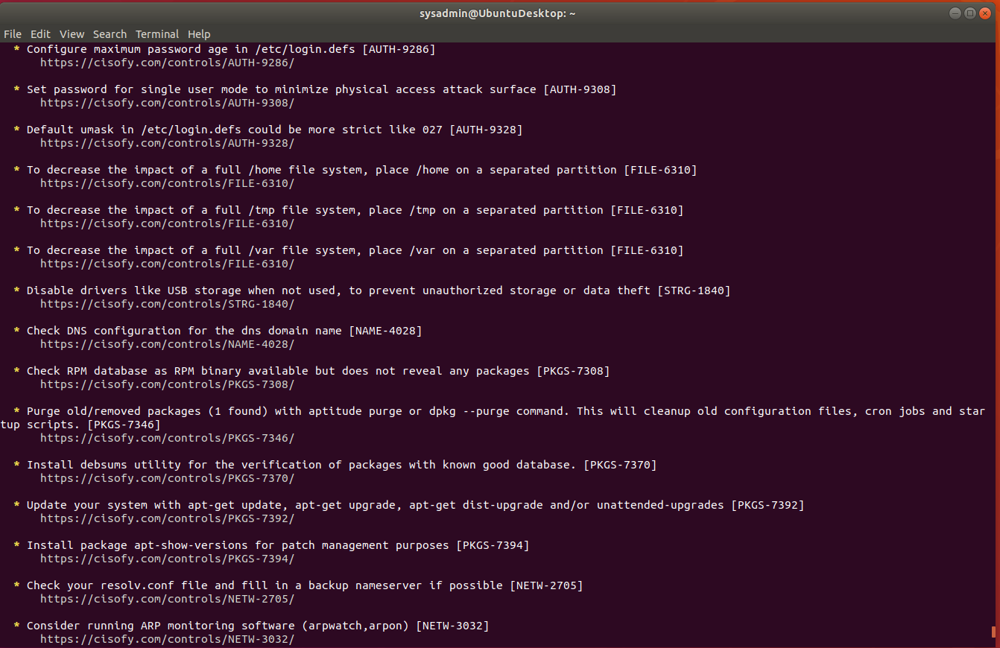 sysadmin@UbuntuDesktop: ~
File Edit View Search Terminal Help
* Configure maximum password age in /etc/login.defs [AUTH-9286]
https://cisofy.com/controls/AUTH-9286/
* Set password for single user mode to minimize physical access attack surface [AUTH-9308]
https://cisofy.com/controls/AUTH-9308/
* Default umask in /etc/login.defs could be more strict like 027 [AUTH-9328]
https://cisofy.com/controls/AUTH-9328/
* To decrease the impact of a full /home file system, place /home on a separated partition [FILE-6310]
https://cisofy.com/controls/FILE-6310/
* To decrease the impact of a full /tmp file system, place /tmp on a separated partition [FILE-6310]
https://cisofy.com/controls/FILE-6310/
* To decrease the impact of a full /var file system, place /var on a separated partition [FILE-6310]
https://cisofy.com/controls/FILE-6310/
* Disable drivers like USB storage when not used, to prevent unauthorized storage or data theft [STRG-1840]
https://cisofy.com/controls/STRG-1840/
* Check DNS configuration for the dns domain name [NAME-4028]
https://cisofy.com/controls/NAME-4028/
* Check RPM database as RPM binary available but does not reveal any packages [PKGS-7308]
https://cisofy.com/controls/PKGS-7308/
* Purge old/removed packages (1 found) with aptitude purge or dpkg --purge command. This will cleanup old configuration files, cron jobs and star
tup scripts. [PKGS-7346]
https://cisofy.com/controls/PKGS-7346/
* Install debsums utility for the verification of packages with known good database. [PKGS-7370]
https://cisofy.com/controls/PKGS-7370/
* Update your system with apt-get update, apt-get upgrade, apt-get dist-upgrade and/or unattended-upgrades [PKGS-7392]
https://cisofy.com/controls/PKGS-7392/
* Install package apt-show-versions for patch management purposes [PKGS-7394]
https://cisofy.com/controls/PKGS-7394/
* Check your resolv.conf file and fill in a backup nameserver if possible [NETW-2705]
https://cisofy.com/controls/NETW-2705/
* Consider running ARP monitoring software (arpwatch,arpon) [NETW-3032]
https://cisofy.com/controls/NETW-3032/